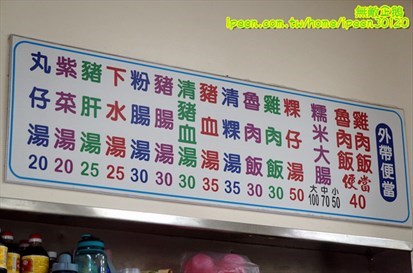 外帶便當
雞肉飯
魯肉飯
便當
40
糯米大腸
大 中 小
100 70 50
粿仔湯 50
雞肉飯 30
魯肉飯 30
清粿湯 35
豬血湯 35
清豬血湯 30
豬腸湯 30
粉腸湯 30
下水湯 25
豬肝湯 25
紫菜湯 20
丸仔湯 20